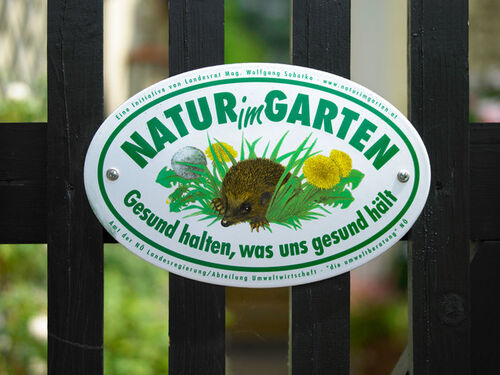 Eine Initiative von Landesrat Mag. Wolfgang Sobotka - www.naturimgarten.at
NATUR im GARTEN
Gesund halten, was uns gesund hält
Amt der NÖ Landesregierung/Abteilung Umweltwirtschaft - "die umweltberatung" NÖ